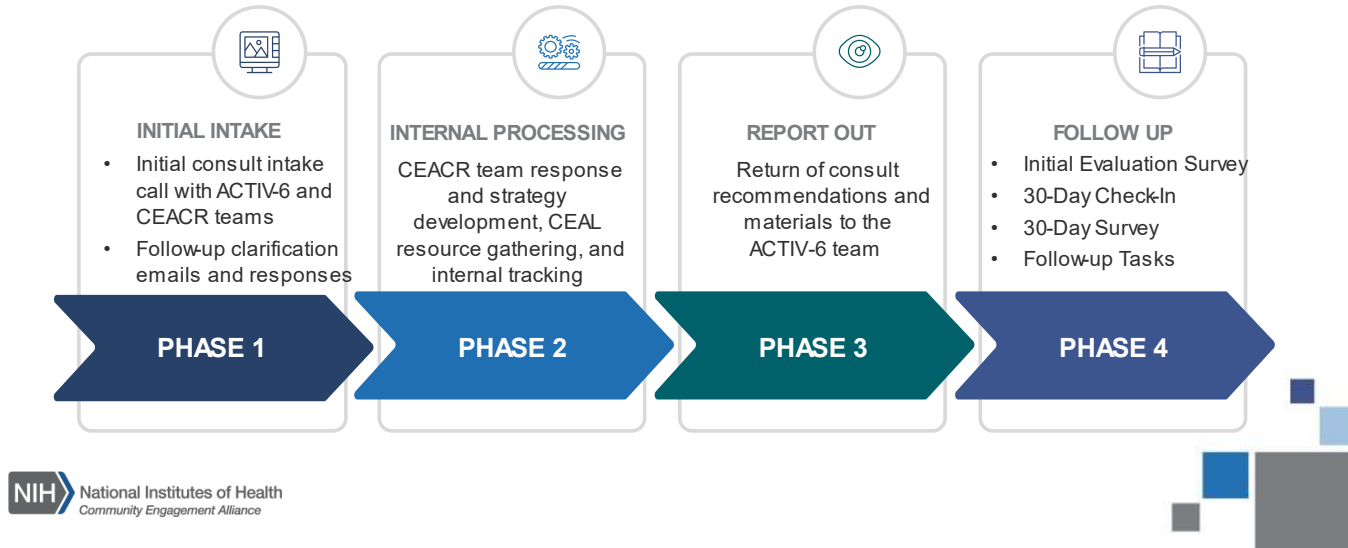 INITIAL INTAKE
• Initial consult intake
call with ACTIV-6 and
CEACR teams
• Follow-up clarification
emails and responses
PHASE 1
INTERNAL PROCESSING
CEACR team response
and strategy
development, CEAL
resource gathering, and
internal tracking
PHASE 2
REPORT OUT
Return of consult
recommendations and
materials to the
ACTIV-6 team
PHASE 3
FOLLOW UP
• Initial Evaluation Survey
• 30-Day Check-In
• 30-Day Survey
• Follow-up Tasks
PHASE 4
NIH National Institutes of Health
Community Engagement Alliance